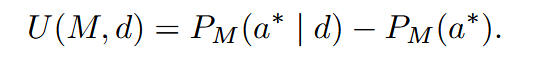 U(M, d) = P_M(a* | d) − P_M(a*).